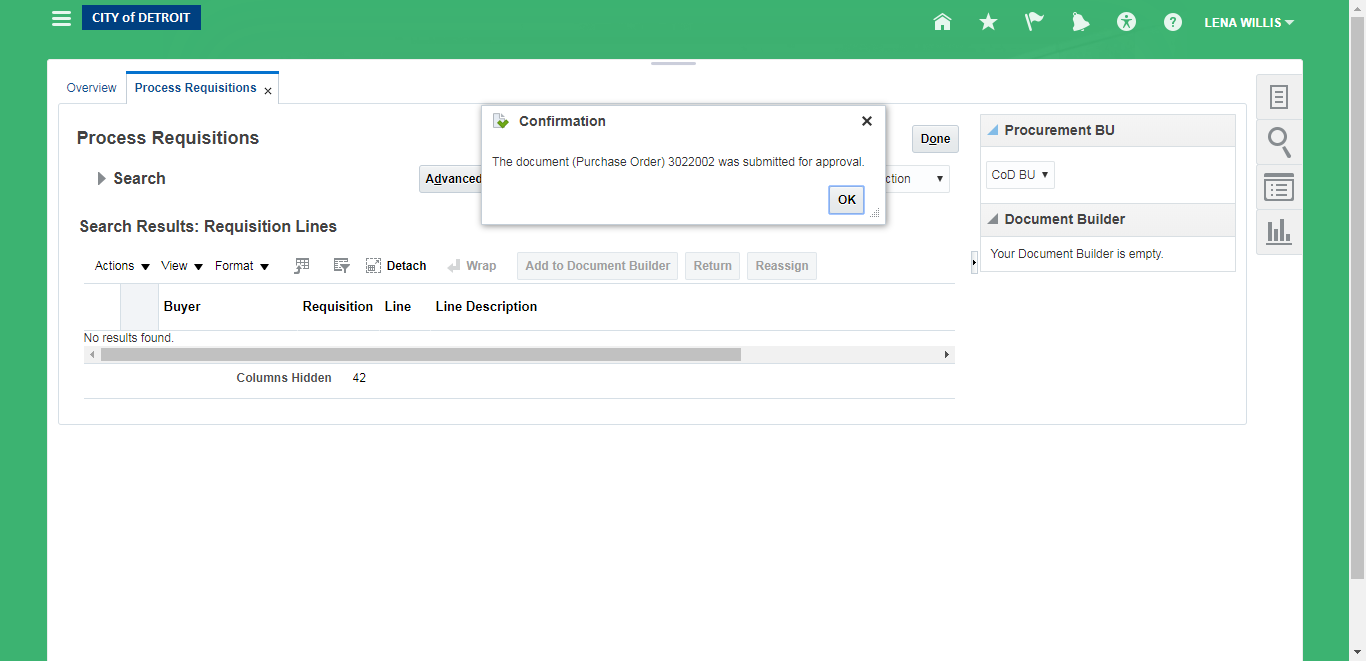 CITY of DETROIT
LENA WILLIS
Overview
Process Requisitions
Process Requisitions
Done
Search
Advanced
ction
Confirmation
The document (Purchase Order) 3022002 was submitted for approval.
OK
Procurement BU
CoD BU
Document Builder
Your Document Builder is empty.
Search Results: Requisition Lines
Actions View Format Detach Wrap Add to Document Builder Return Reassign
Buyer Requisition Line Line Description
No results found.
Columns Hidden 42